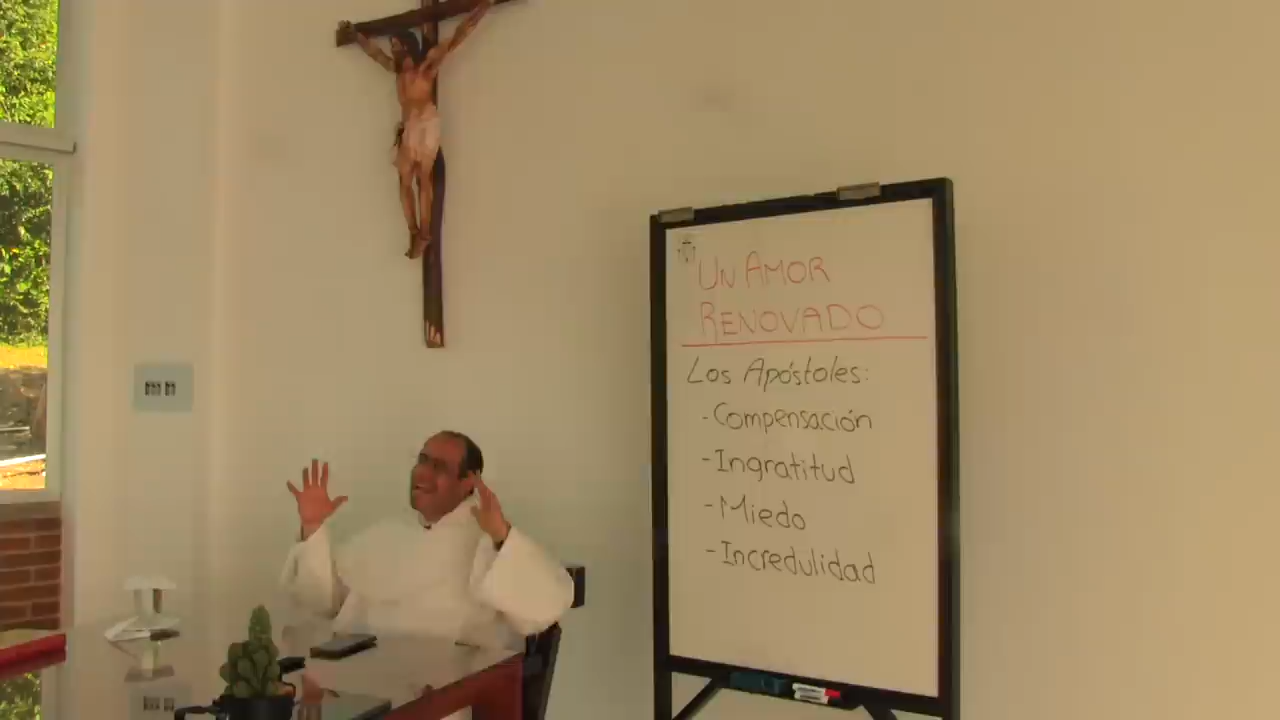 UN AMOR
RENOVADO
Los Apóstoles:
-Compensación
-Ingratitud
-Miedo
-Incredulidad